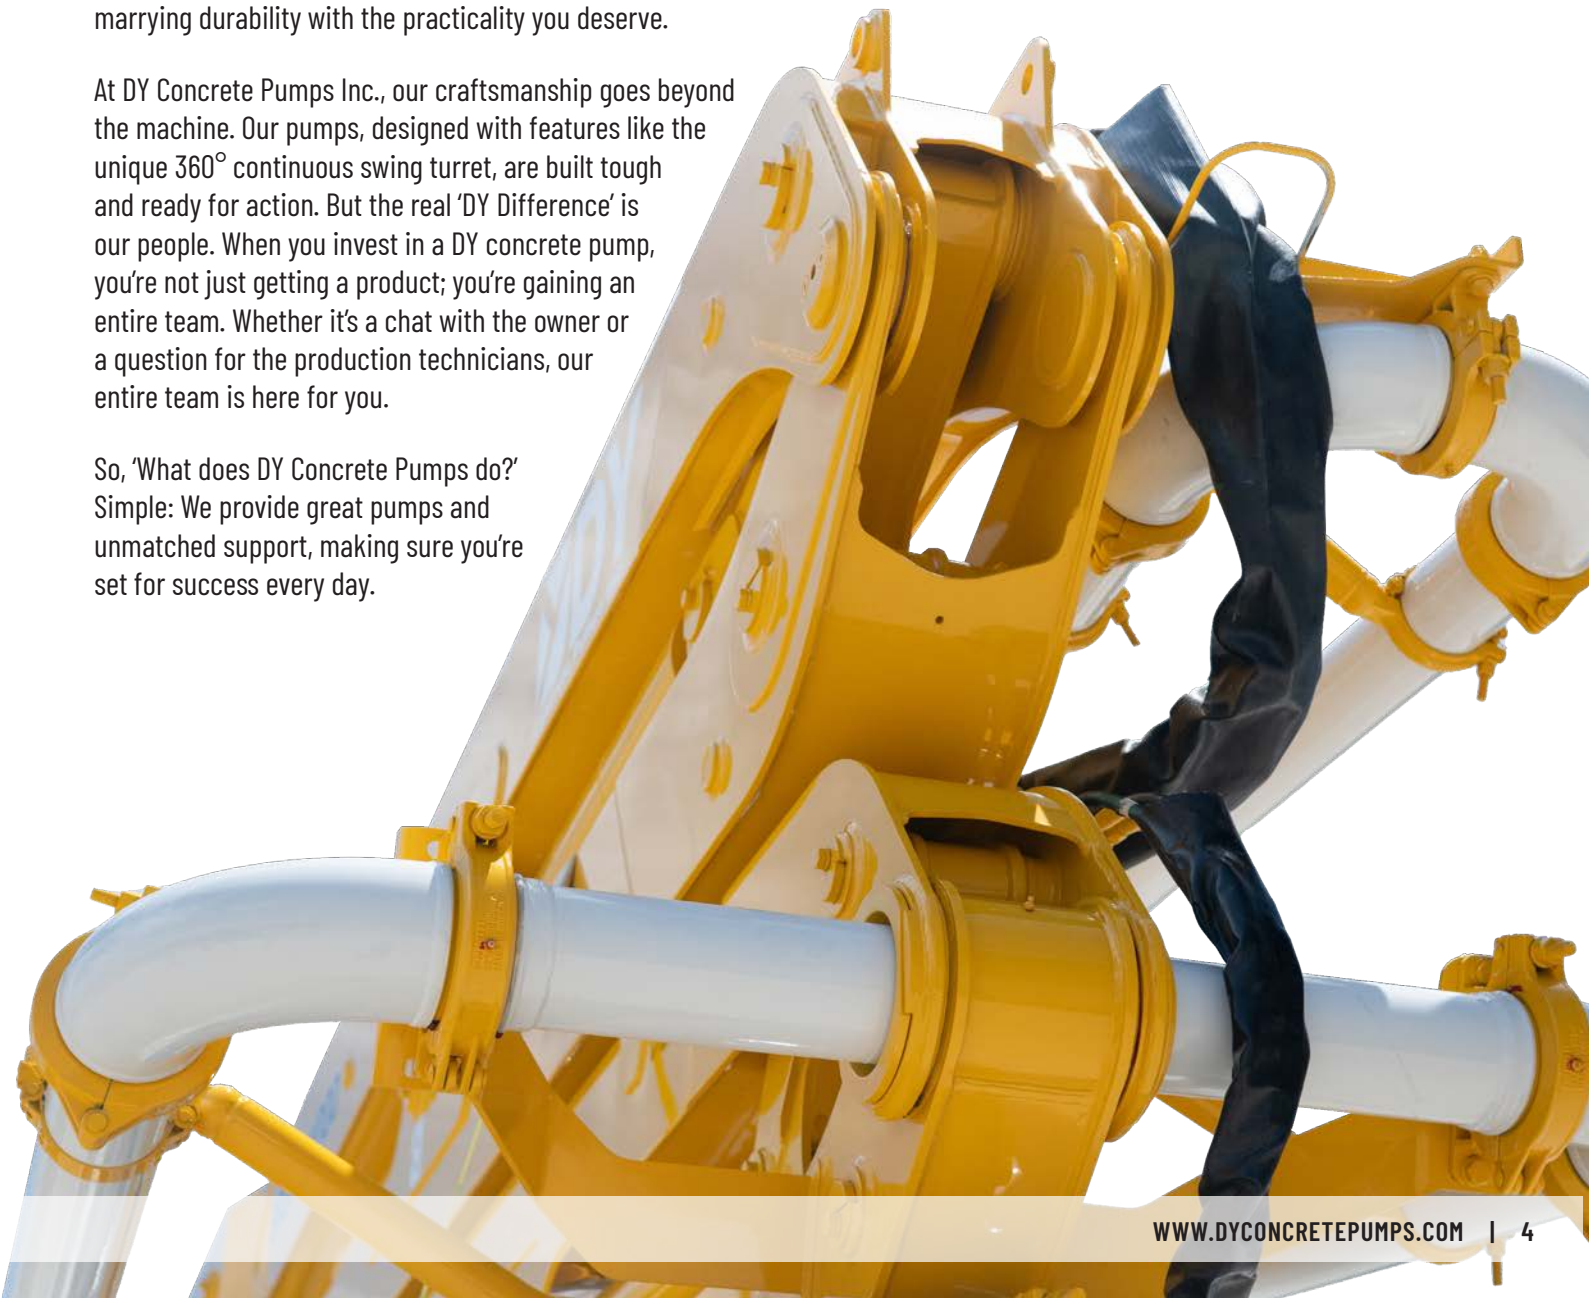 marrying durability with the practicality you deserve.
At DY Concrete Pumps Inc., our craftsmanship goes beyond
the machine. Our pumps, designed with features like the
unique 360° continuous swing turret, are built tough
and ready for action. But the real ‘DY Difference’ is
our people. When you invest in a DY concrete pump,
you’re not just getting a product; you’re gaining an
entire team. Whether it’s a chat with the owner or
a question for the production technicians, our
entire team is here for you.
So, ‘What does DY Concrete Pumps do?’
Simple: We provide great pumps and
unmatched support, making sure you’re
set for success every day.
WWW.DYCONCRETEPUMPS.COM | 4